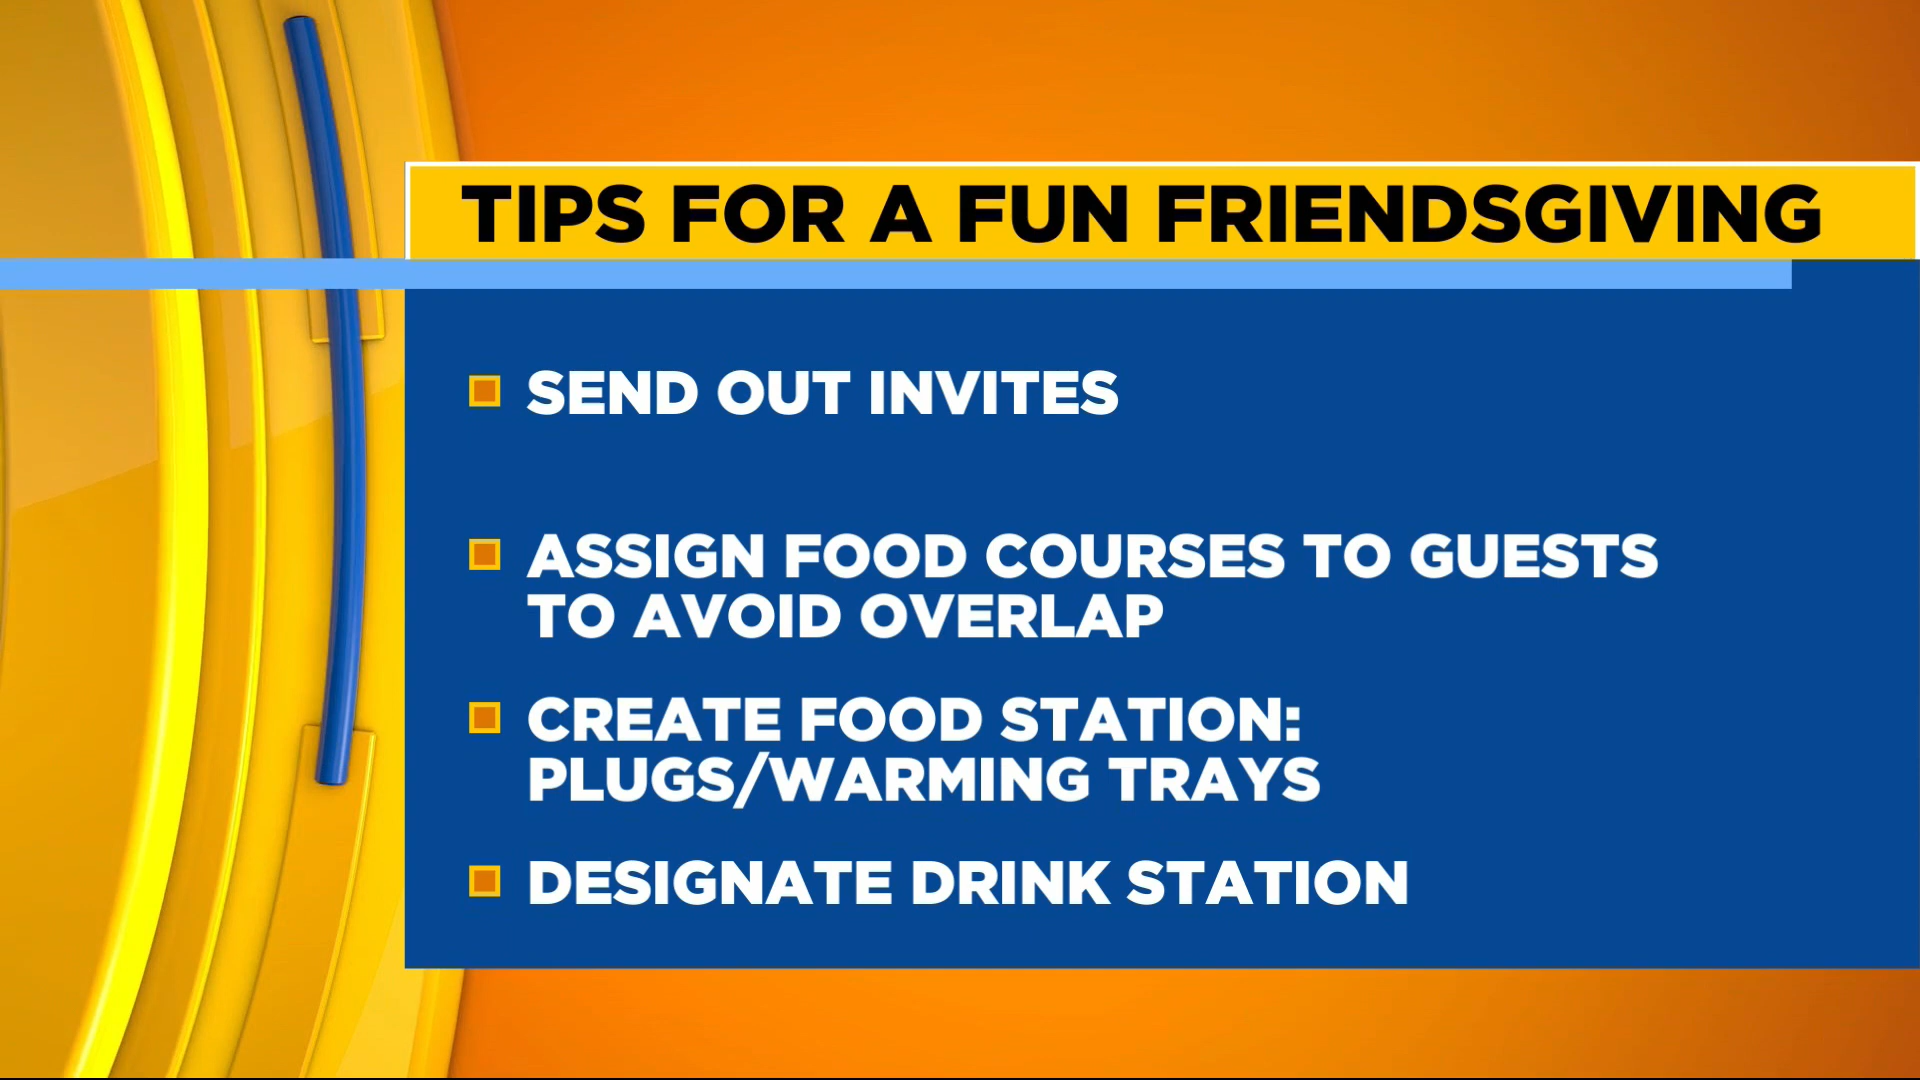 TIPS FOR A FUN FRIENDSGIVING
SEND OUT INVITES
ASSIGN FOOD COURSES TO GUESTS
TO AVOID OVERLAP
CREATE FOOD STATION:
PLUGS/WARMING TRAYS
DESIGNATE DRINK STATION